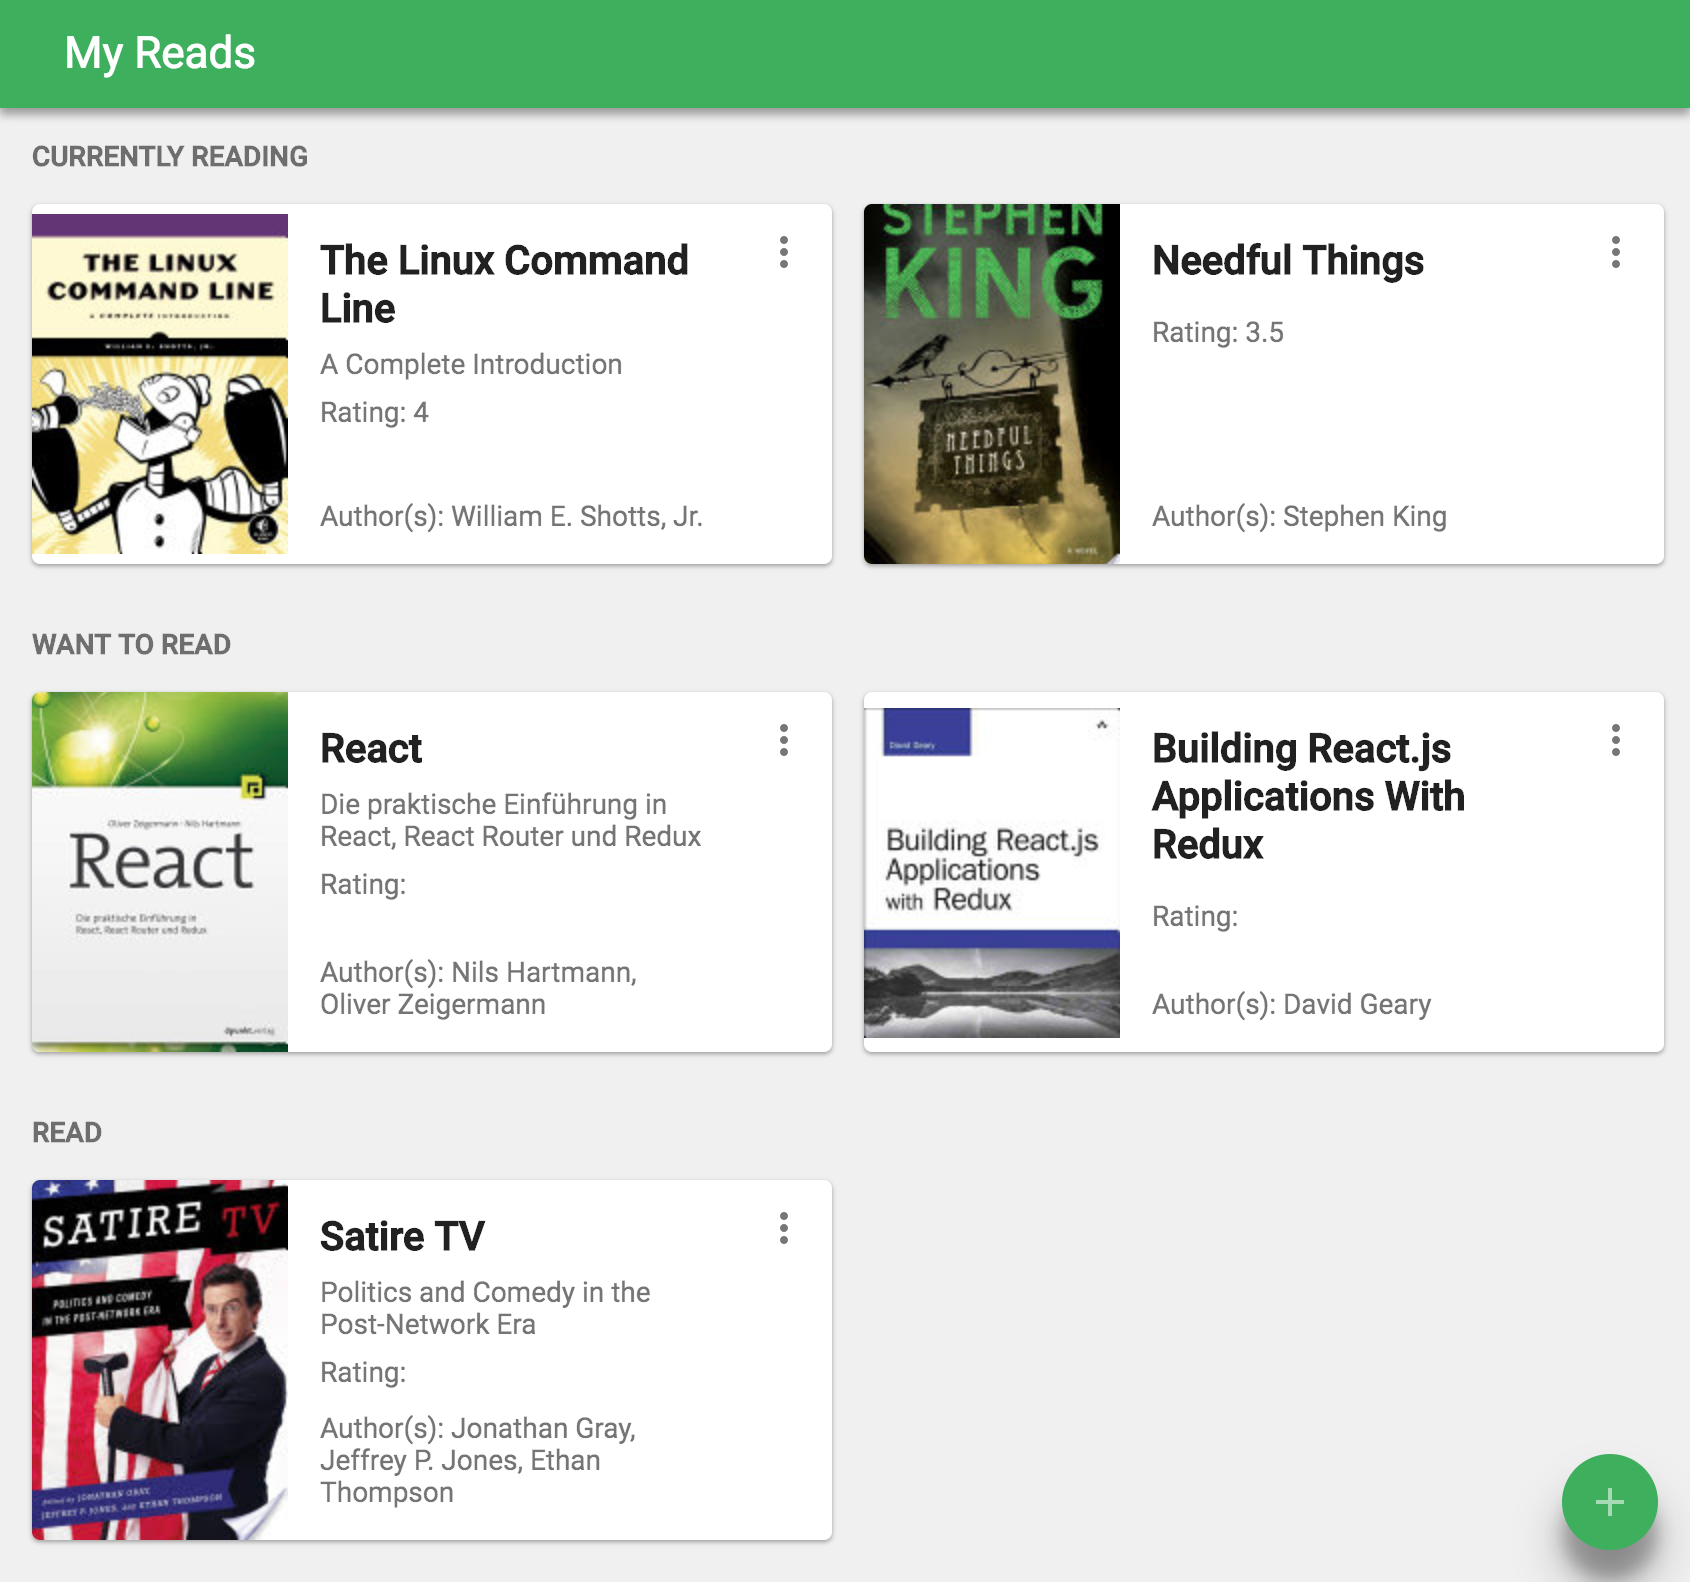 My Reads
CURRENTLY READING
THE LINUX
COMMAND LINE
A COMPLETE INTRODUCTION
WILLIAM E. SHOTTS, JR.
The Linux Command
Line
A Complete Introduction
Rating: 4
Author(s): William E. Shotts, Jr.
STEPHEN
KING
NEEDFUL
THINGS
A NOVEL
Needful Things
Rating: 3.5
Author(s): Stephen King
WANT TO READ
Oliver Zeigermann · Nils Hartmann
React
Die praktische Einführung in
React, React Router und Redux
dpunkt.verlag
React
Die praktische Einführung in
React, React Router und Redux
Rating:
Author(s): Nils Hartmann,
Oliver Zeigermann
David Geary
Building React.js
Applications
with Redux
Building React.js
Applications With
Redux
Rating:
Author(s): David Geary
READ
SATIRE TV
POLITICS AND COMEDY
IN THE POST-NETWORK ERA
Edited by JONATHAN GRAY,
JEFFREY P. JONES, and ETHAN THOMPSON
Satire TV
Politics and Comedy in the
Post-Network Era
Rating:
Author(s): Jonathan Gray,
Jeffrey P. Jones, Ethan
Thompson